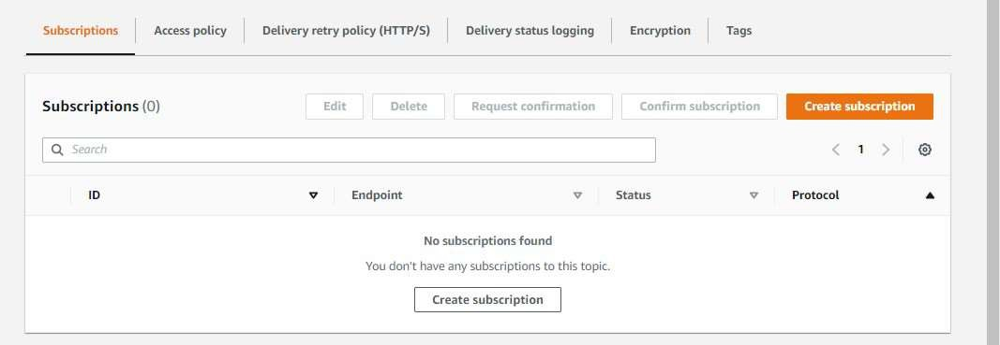 Subscriptions Access policy Delivery retry policy (HTTP/S) Delivery status logging Encryption Tags
Subscriptions (0) Edit Delete Request confirmation Confirm subscription Create subscription
Search 1
ID Endpoint Status Protocol
No subscriptions found
You don't have any subscriptions to this topic.
Create subscription